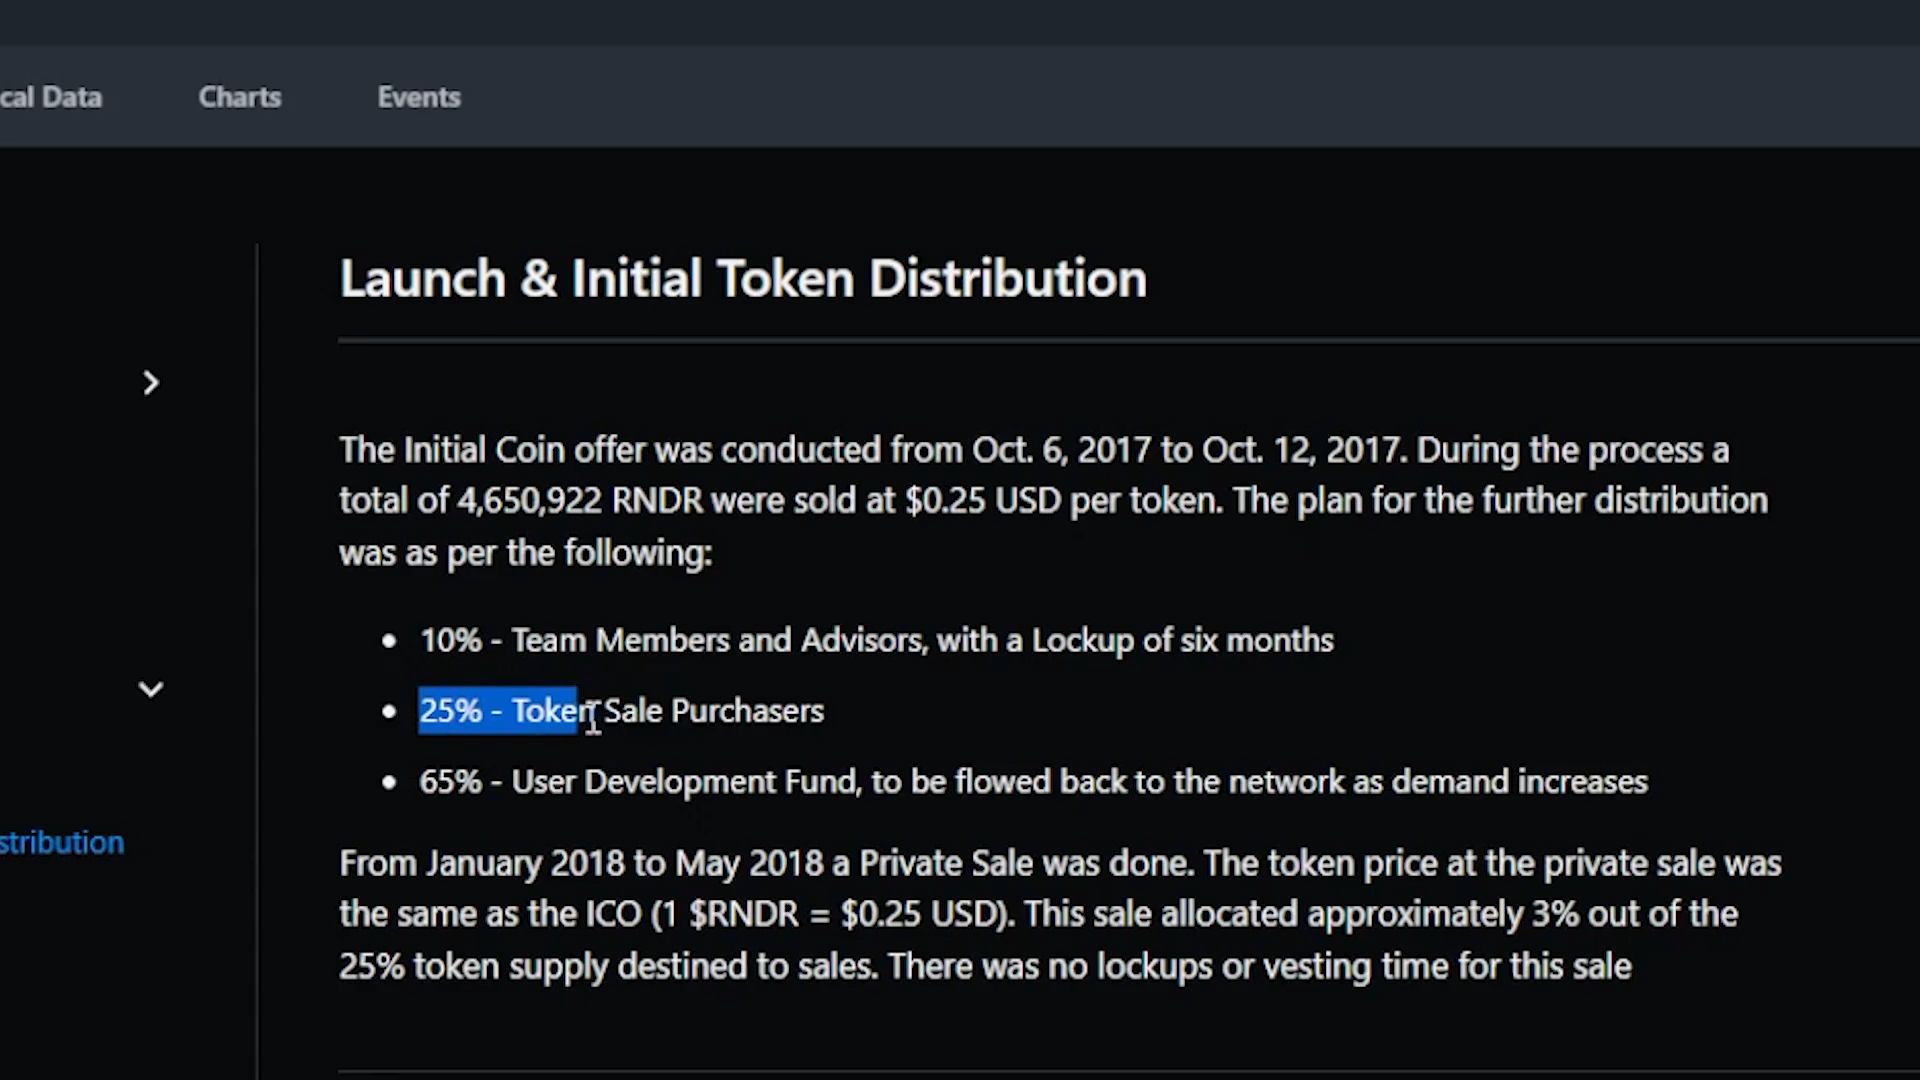 cal Data Charts Events
Launch & Initial Token Distribution
The Initial Coin offer was conducted from Oct. 6, 2017 to Oct. 12, 2017. During the process a
total of 4,650,922 RNDR were sold at $0.25 USD per token. The plan for the further distribution
was as per the following:
10% - Team Members and Advisors, with a Lockup of six months
25% - Token Sale Purchasers
65% - User Development Fund, to be flowed back to the network as demand increases
stribution
From January 2018 to May 2018 a Private Sale was done. The token price at the private sale was
the same as the ICO (1 $RNDR = $0.25 USD). This sale allocated approximately 3% out of the
25% token supply destined to sales. There was no lockups or vesting time for this sale